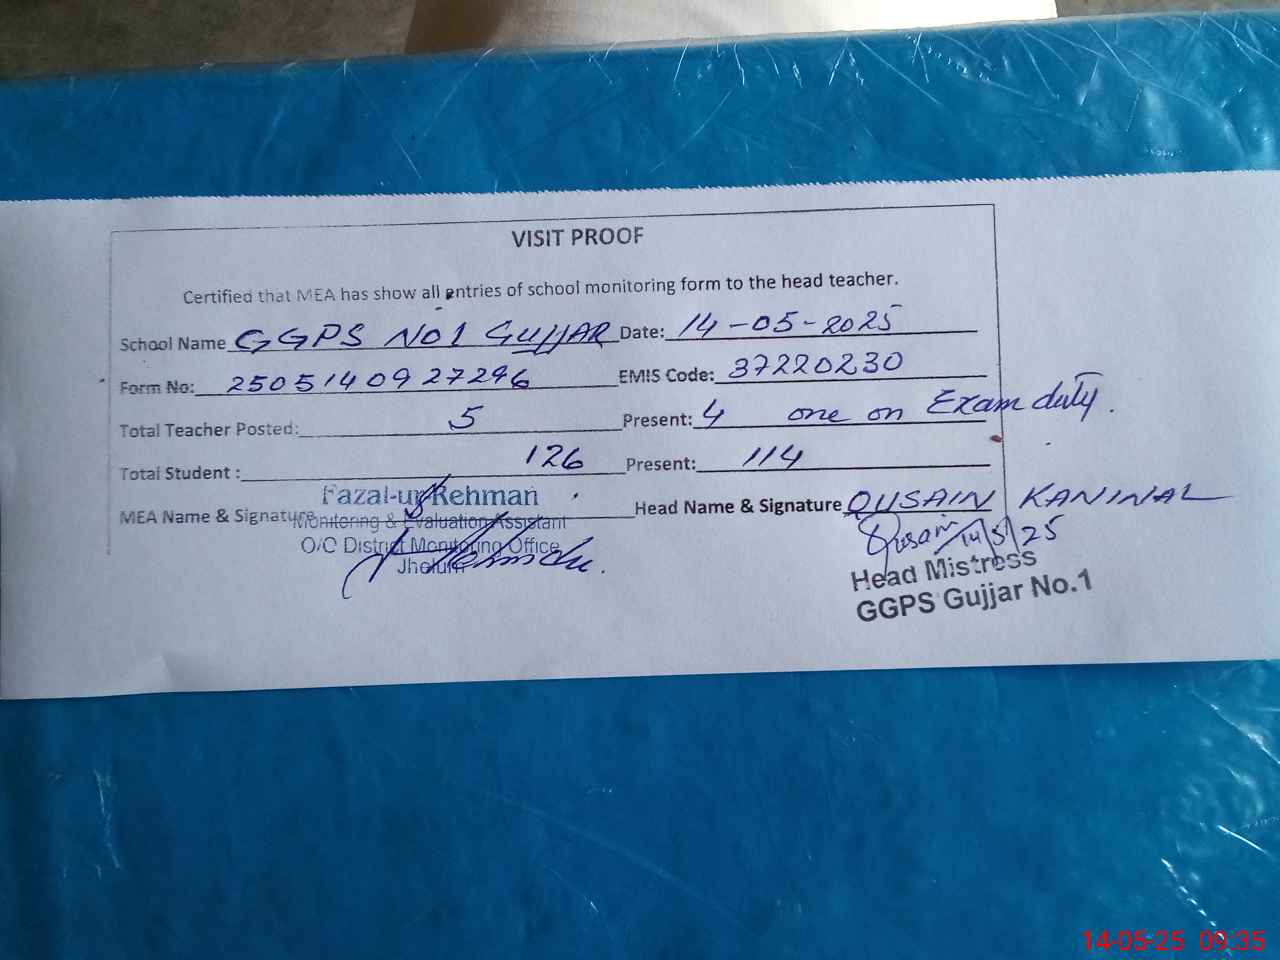 VISIT PROOF
Certified that MEA has show all entries of school monitoring form to the head teacher.
School Name GGPS NO1 GUJJAR Date: 14-05-2025
Form No: 2505140927296 EMIS Code: 37220230
Total Teacher Posted: 5 Present: 4 one on Exam duty.
Total Student : 126 Present: 114
MEA Name & Signature Head Name & Signature QUSAIN KANINAL
Fazal-ur-Rehman
Monitoring & Evaluation Assistant
O/O District Monitoring Office
Jhelum
Qusain 14/5/25
Head Mistress
GGPS Gujjar No.1
14-05-25 09:35